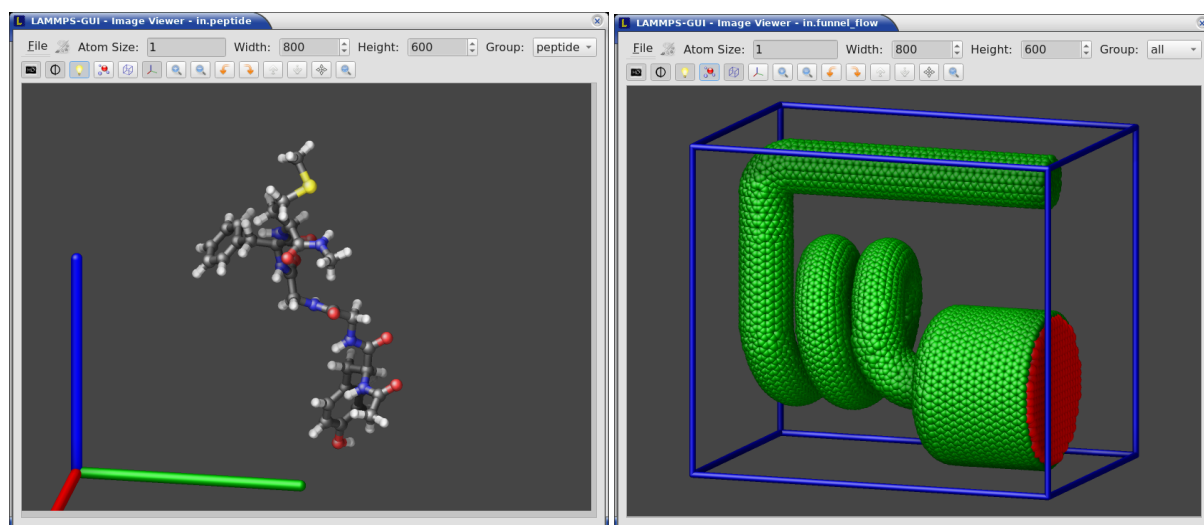 LAMMPS-GUI - Image Viewer - in.peptide
File Atom Size: 1 Width: 800 Height: 600 Group: peptide
LAMMPS-GUI - Image Viewer - in.funnel_flow
File Atom Size: 1 Width: 800 Height: 600 Group: all